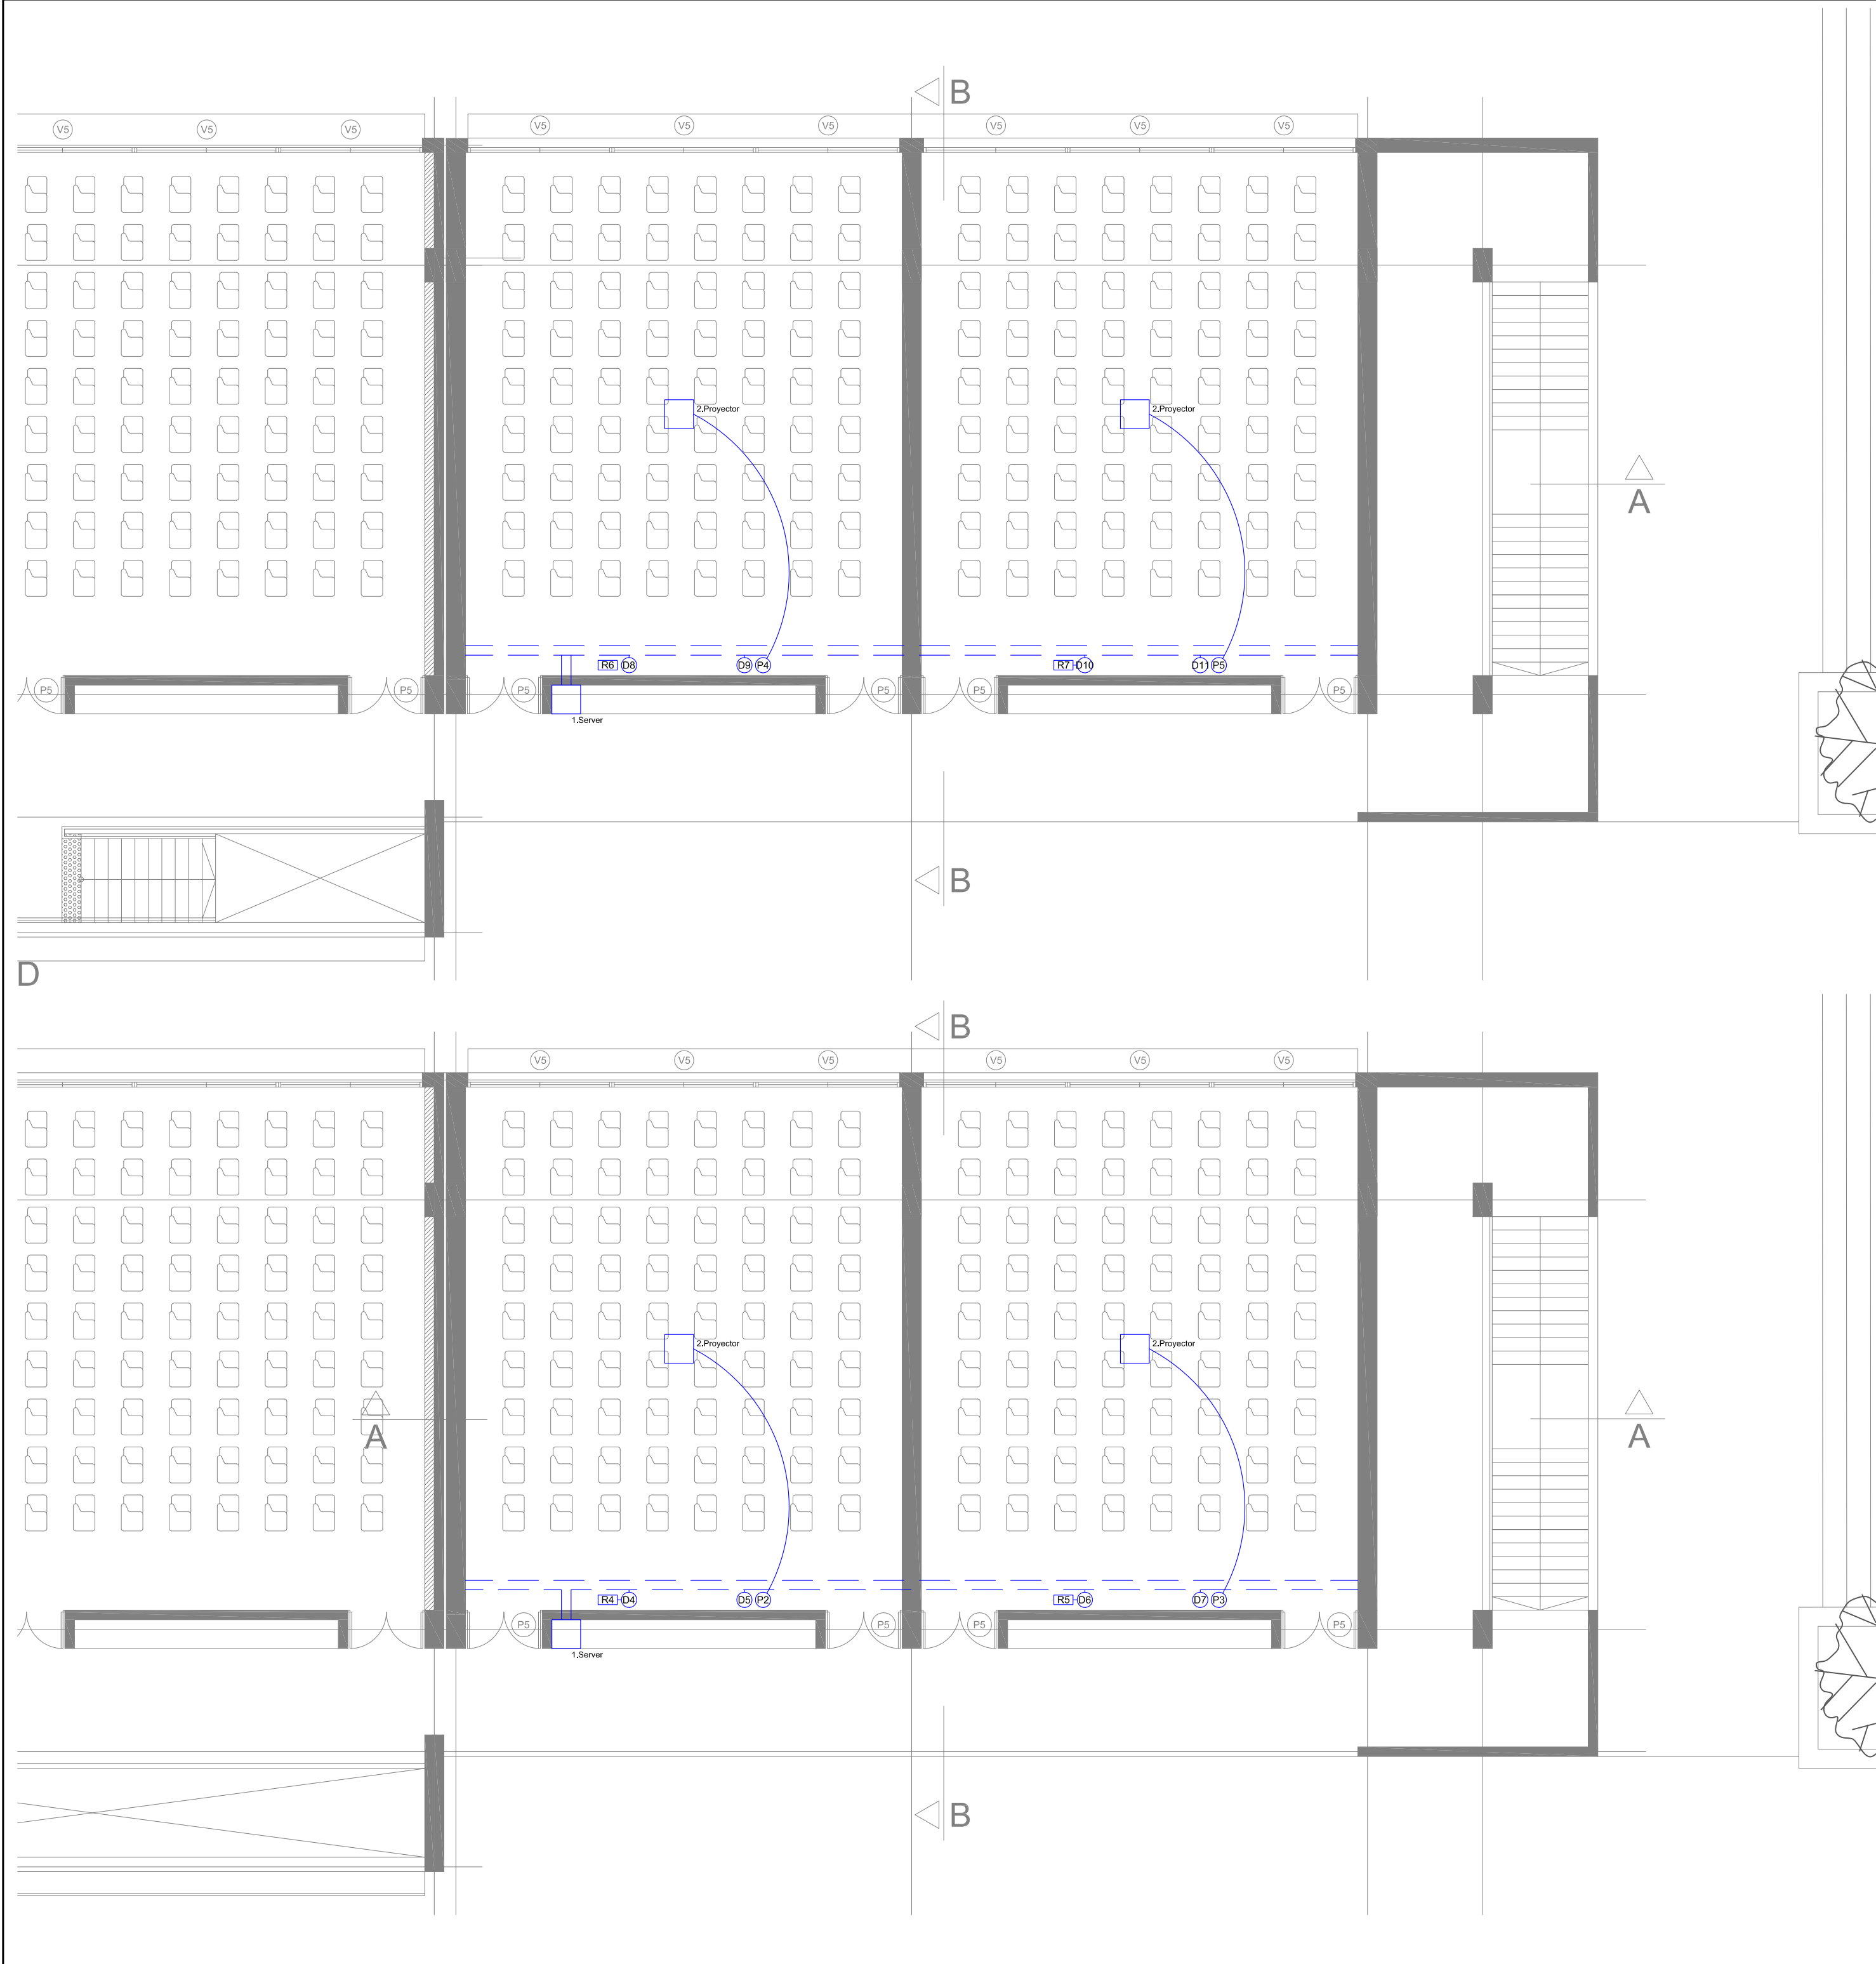 B
V5 V5 V5 V5 V5 V5 V5 V5 V5
2.Proyector 2.Proyector
A
R6 D8 D9 P4 R7 D10 D11 P5
P5 P5 P5 P5 P5 P5
1.Server
B
D
B
V5 V5 V5 V5 V5 V5
2.Proyector 2.Proyector
A A
R4 D4 D5 P2 R5 D6 D7 P3
P5 P5 P5 P5
1.Server
B